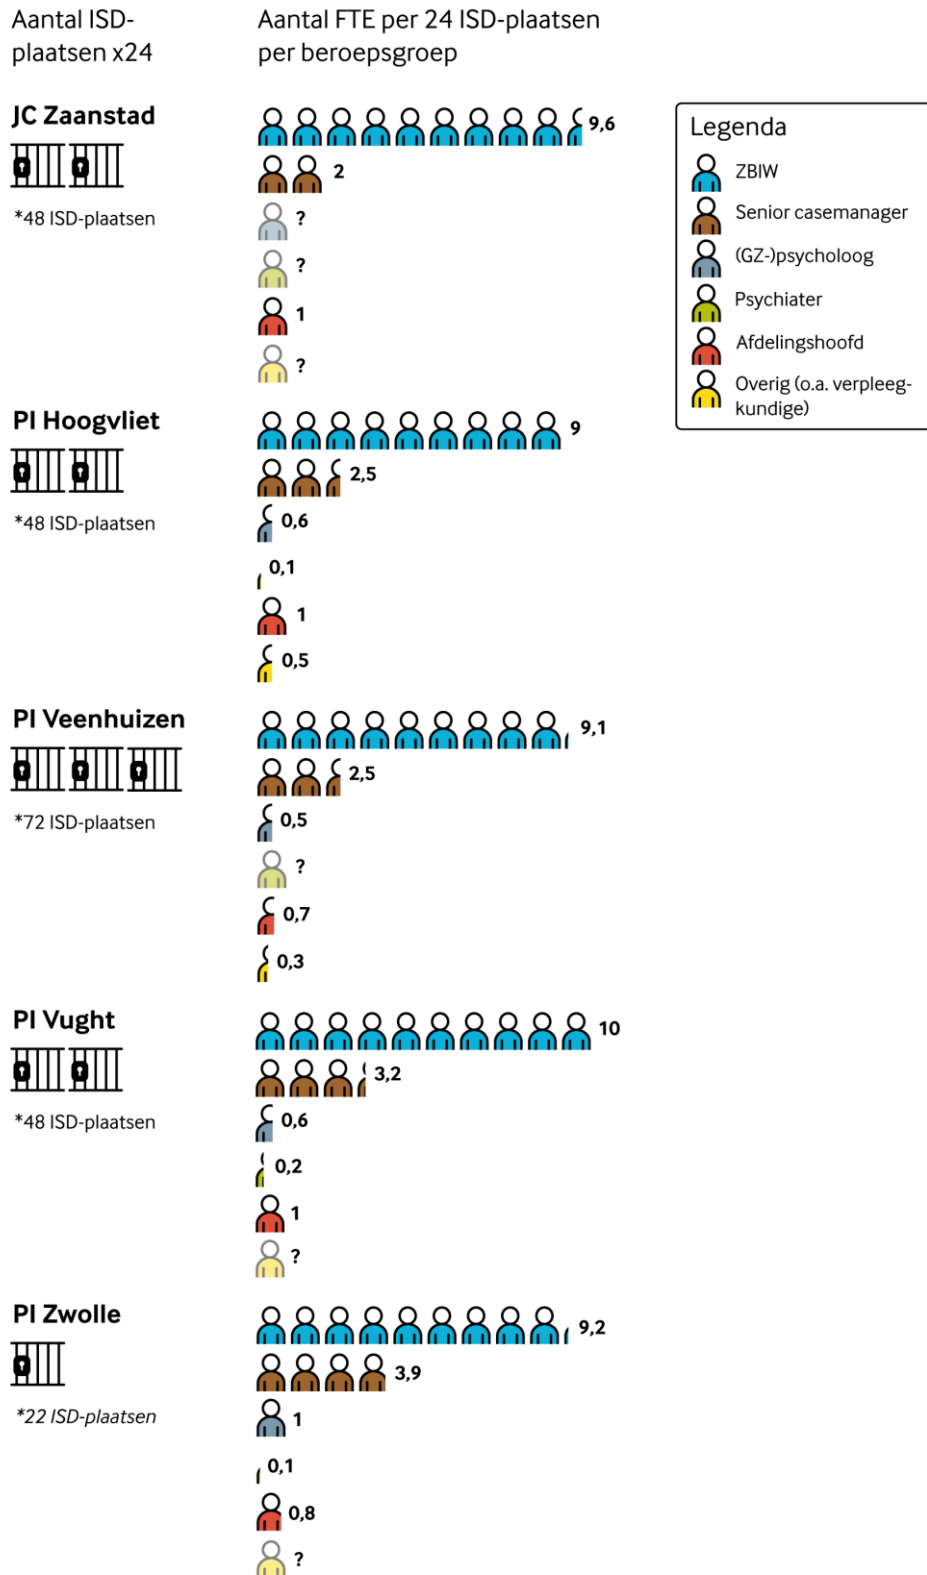 Aantal ISD-
plaatsen x24
Aantal FTE per 24 ISD-plaatsen
per beroepsgroep
JC Zaanstad
*48 ISD-plaatsen
9,6
2
?
?
1
?
Legenda
ZBIW
Senior casemanager
(GZ-)psycholoog
Psychiater
Afdelingshoofd
Overig (o.a. verpleeg-
kundige)
PI Hoogvliet
*48 ISD-plaatsen
9
2,5
0,6
0,1
1
0,5
PI Veenhuizen
*72 ISD-plaatsen
9,1
2,5
0,5
?
0,7
0,3
PI Vught
*48 ISD-plaatsen
10
3,2
0,6
0,2
1
?
PI Zwolle
*22 ISD-plaatsen
9,2
3,9
1
0,1
0,8
?